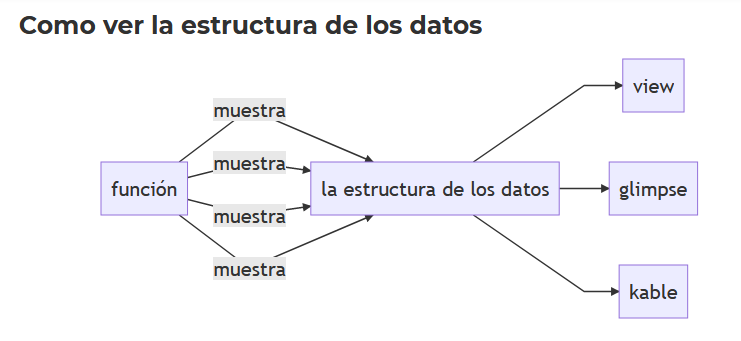 Como ver la estructura de los datos
muestra
muestra
muestra
muestra
función
la estructura de los datos
view
glimpse
kable